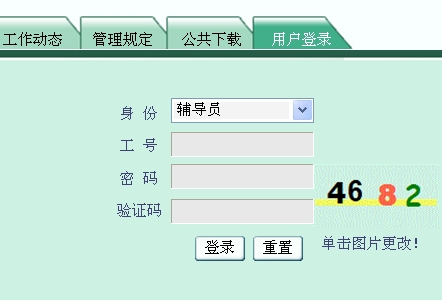 工作动态 管理规定 公共下载 用户登录
身 份 辅导员
工 号
密 码
验证码 4682
登录 重置 单击图片更改!